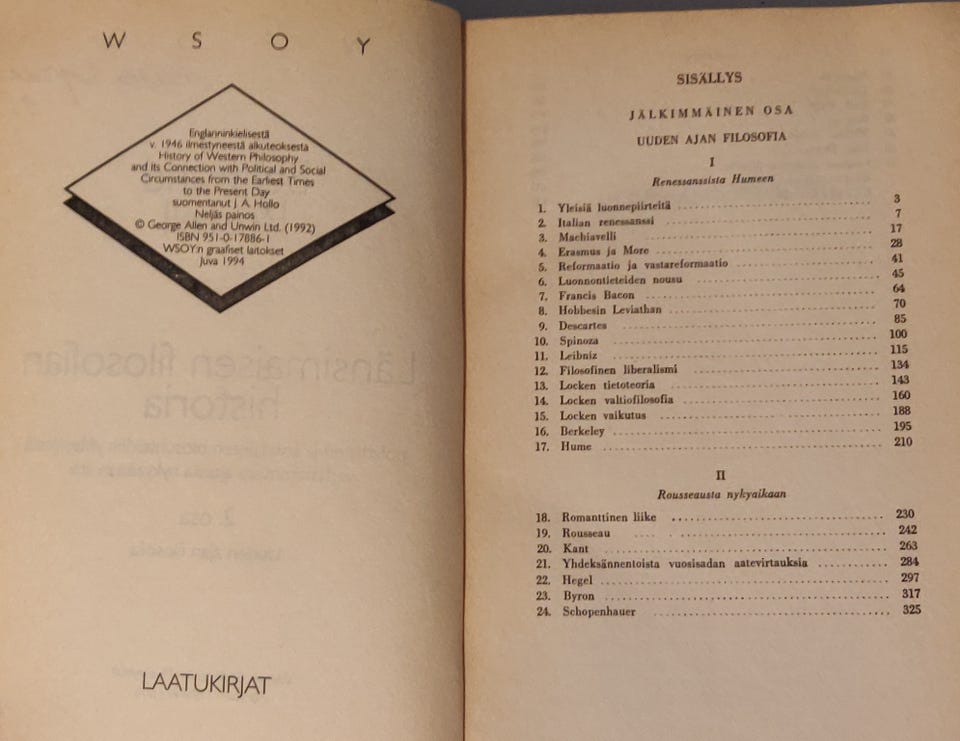 W S O Y
Englanninkielisestä
v. 1946 ilmestyneestä alkuteoksesta
History of Western Philosophy
and Its Connection with Political and Social
Circumstances from the Earliest Times
to the Present Day
suomentanut J. A. Hollo
Neljäs painos
© George Allen and Unwin Ltd. (1992)
ISBN 951-0-17886-1
WSOY:n graafiset laitokset
Juva 1994
Länsimaisen filosofian
historia
2. osa
LAATUKIRJAT
SISÄLLYS
JÄLKIMMÄINEN OSA
UUDEN AJAN FILOSOFIA
I
Renessanssista Humeen
1. Yleisiä luonnepiirteitä 3
2. Italian renessanssi 7
3. Machiavelli 17
4. Erasmus ja More 28
5. Reformaatio ja vastareformaatio 41
6. Luonnontieteiden nousu 45
7. Francis Bacon 64
8. Hobbesin Leviathan 70
9. Descartes 85
10. Spinoza 100
11. Leibniz 115
12. Filosofinen liberalismi 134
13. Locken tietoteoria 143
14. Locken valtiofilosofia 160
15. Locken vaikutus 188
16. Berkeley 195
17. Hume 210
II
Rousseausta nykyaikaan
18. Romanttinen liike 230
19. Rousseau 242
20. Kant 263
21. Yhdeksännentoista vuosisadan aatevirtauksia 284
22. Hegel 297
23. Byron 317
24. Schopenhauer 325